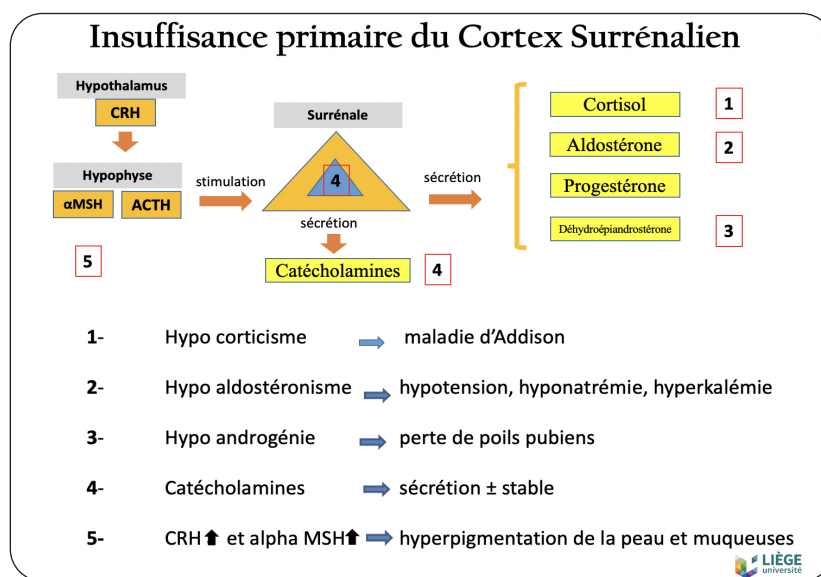 Insuffisance primaire du Cortex Surrénalien
Hypothalamus
CRH
Hypophyse
αMSH
ACTH
5
stimulation
Surrénale
4
sécrétion
Catécholamines
4
sécrétion
Cortisol
1
Aldostérone
2
Progestérone
Déhydroépiandrostérone
3
1- Hypo corticisme maladie d’Addison
2- Hypo aldostéronisme hypotension, hyponatrémie, hyperkalémie
3- Hypo androgénie perte de poils pubiens
4- Catécholamines sécrétion ± stable
5- CRH⬆ et alpha MSH⬆ hyperpigmentation de la peau et muqueuses
LIÈGE
université